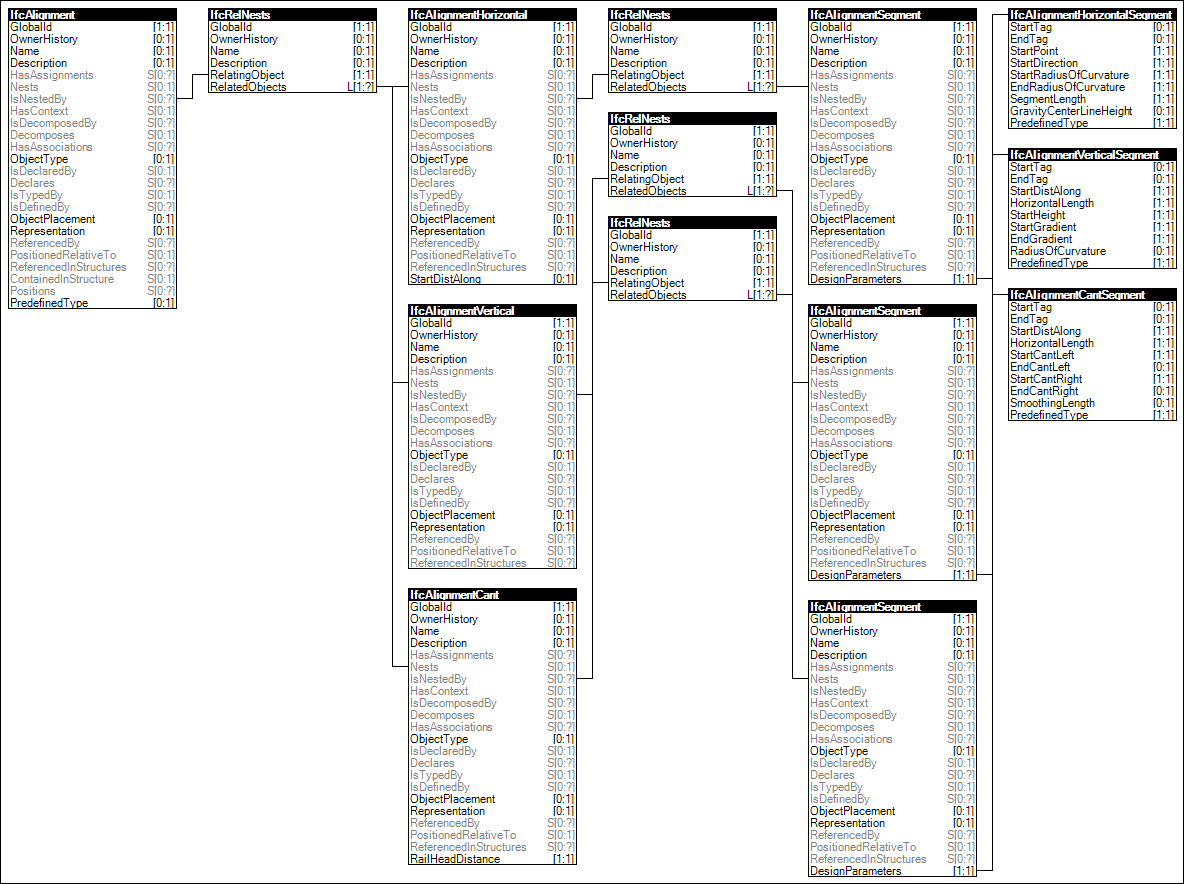 IfcAlignment
GlobalId [1:1]
OwnerHistory [0:1]
Name [0:1]
Description [0:1]
HasAssignments S[0:?]
Nests S[0:1]
IsNestedBy S[0:?]
HasContext S[0:1]
IsDecomposedBy S[0:?]
Decomposes S[0:1]
HasAssociations S[0:?]
ObjectType [0:1]
IsDeclaredBy S[0:1]
Declares S[0:?]
IsTypedBy S[0:1]
IsDefinedBy S[0:?]
ObjectPlacement [0:1]
Representation [0:1]
ReferencedBy S[0:?]
PositionedRelativeTo S[0:1]
ReferencedInStructures S[0:?]
ContainedInStructure S[0:1]
Positions S[0:?]
PredefinedType [0:1]
IfcRelNests
GlobalId [1:1]
OwnerHistory [0:1]
Name [0:1]
Description [0:1]
RelatingObject [1:1]
RelatedObjects L[1:?]
IfcAlignmentHorizontal
GlobalId [1:1]
OwnerHistory [0:1]
Name [0:1]
Description [0:1]
HasAssignments S[0:?]
Nests S[0:1]
IsNestedBy S[0:?]
HasContext S[0:1]
IsDecomposedBy S[0:?]
Decomposes S[0:1]
HasAssociations S[0:?]
ObjectType [0:1]
IsDeclaredBy S[0:1]
Declares S[0:?]
IsTypedBy S[0:1]
IsDefinedBy S[0:?]
ObjectPlacement [0:1]
Representation [0:1]
ReferencedBy S[0:?]
PositionedRelativeTo S[0:1]
ReferencedInStructures S[0:?]
StartDistAlong [0:1]
IfcAlignmentVertical
GlobalId [1:1]
OwnerHistory [0:1]
Name [0:1]
Description [0:1]
HasAssignments S[0:?]
Nests S[0:1]
IsNestedBy S[0:?]
HasContext S[0:1]
IsDecomposedBy S[0:?]
Decomposes S[0:1]
HasAssociations S[0:?]
ObjectType [0:1]
IsDeclaredBy S[0:1]
Declares S[0:?]
IsTypedBy S[0:1]
IsDefinedBy S[0:?]
ObjectPlacement [0:1]
Representation [0:1]
ReferencedBy S[0:?]
PositionedRelativeTo S[0:1]
ReferencedInStructures S[0:?]
IfcAlignmentCant
GlobalId [1:1]
OwnerHistory [0:1]
Name [0:1]
Description [0:1]
HasAssignments S[0:?]
Nests S[0:1]
IsNestedBy S[0:?]
HasContext S[0:1]
IsDecomposedBy S[0:?]
Decomposes S[0:1]
HasAssociations S[0:?]
ObjectType [0:1]
IsDeclaredBy S[0:1]
Declares S[0:?]
IsTypedBy S[0:1]
IsDefinedBy S[0:?]
ObjectPlacement [0:1]
Representation [0:1]
ReferencedBy S[0:?]
PositionedRelativeTo S[0:1]
ReferencedInStructures S[0:?]
RailHeadDistance [1:1]
IfcRelNests
GlobalId [1:1]
OwnerHistory [0:1]
Name [0:1]
Description [0:1]
RelatingObject [1:1]
RelatedObjects L[1:?]
IfcRelNests
GlobalId [1:1]
OwnerHistory [0:1]
Name [0:1]
Description [0:1]
RelatingObject [1:1]
RelatedObjects L[1:?]
IfcRelNests
GlobalId [1:1]
OwnerHistory [0:1]
Name [0:1]
Description [0:1]
RelatingObject [1:1]
RelatedObjects L[1:?]
IfcAlignmentSegment
GlobalId [1:1]
OwnerHistory [0:1]
Name [0:1]
Description [0:1]
HasAssignments S[0:?]
Nests S[0:1]
IsNestedBy S[0:?]
HasContext S[0:1]
IsDecomposedBy S[0:?]
Decomposes S[0:1]
HasAssociations S[0:?]
ObjectType [0:1]
IsDeclaredBy S[0:1]
Declares S[0:?]
IsTypedBy S[0:1]
IsDefinedBy S[0:?]
ObjectPlacement [0:1]
Representation [0:1]
ReferencedBy S[0:?]
PositionedRelativeTo S[0:1]
ReferencedInStructures S[0:?]
DesignParameters [1:1]
IfcAlignmentSegment
GlobalId [1:1]
OwnerHistory [0:1]
Name [0:1]
Description [0:1]
HasAssignments S[0:?]
Nests S[0:1]
IsNestedBy S[0:?]
HasContext S[0:1]
IsDecomposedBy S[0:?]
Decomposes S[0:1]
HasAssociations S[0:?]
ObjectType [0:1]
IsDeclaredBy S[0:1]
Declares S[0:?]
IsTypedBy S[0:1]
IsDefinedBy S[0:?]
ObjectPlacement [0:1]
Representation [0:1]
ReferencedBy S[0:?]
PositionedRelativeTo S[0:1]
ReferencedInStructures S[0:?]
DesignParameters [1:1]
IfcAlignmentSegment
GlobalId [1:1]
OwnerHistory [0:1]
Name [0:1]
Description [0:1]
HasAssignments S[0:?]
Nests S[0:1]
IsNestedBy S[0:?]
HasContext S[0:1]
IsDecomposedBy S[0:?]
Decomposes S[0:1]
HasAssociations S[0:?]
ObjectType [0:1]
IsDeclaredBy S[0:1]
Declares S[0:?]
IsTypedBy S[0:1]
IsDefinedBy S[0:?]
ObjectPlacement [0:1]
Representation [0:1]
ReferencedBy S[0:?]
PositionedRelativeTo S[0:1]
ReferencedInStructures S[0:?]
DesignParameters [1:1]
IfcAlignmentHorizontalSegment
StartTag [0:1]
EndTag [0:1]
StartPoint [1:1]
StartDirection [1:1]
StartRadiusOfCurvature [1:1]
EndRadiusOfCurvature [1:1]
SegmentLength [1:1]
GravityCenterLineHeight [0:1]
PredefinedType [1:1]
IfcAlignmentVerticalSegment
StartTag [0:1]
EndTag [0:1]
StartDistAlong [1:1]
HorizontalLength [1:1]
StartHeight [1:1]
StartGradient [1:1]
EndGradient [1:1]
RadiusOfCurvature [0:1]
PredefinedType [1:1]
IfcAlignmentCantSegment
StartTag [0:1]
EndTag [0:1]
StartDistAlong [1:1]
HorizontalLength [1:1]
StartCantLeft [1:1]
EndCantLeft [0:1]
StartCantRight [1:1]
EndCantRight [0:1]
SmoothingLength [0:1]
PredefinedType [1:1]